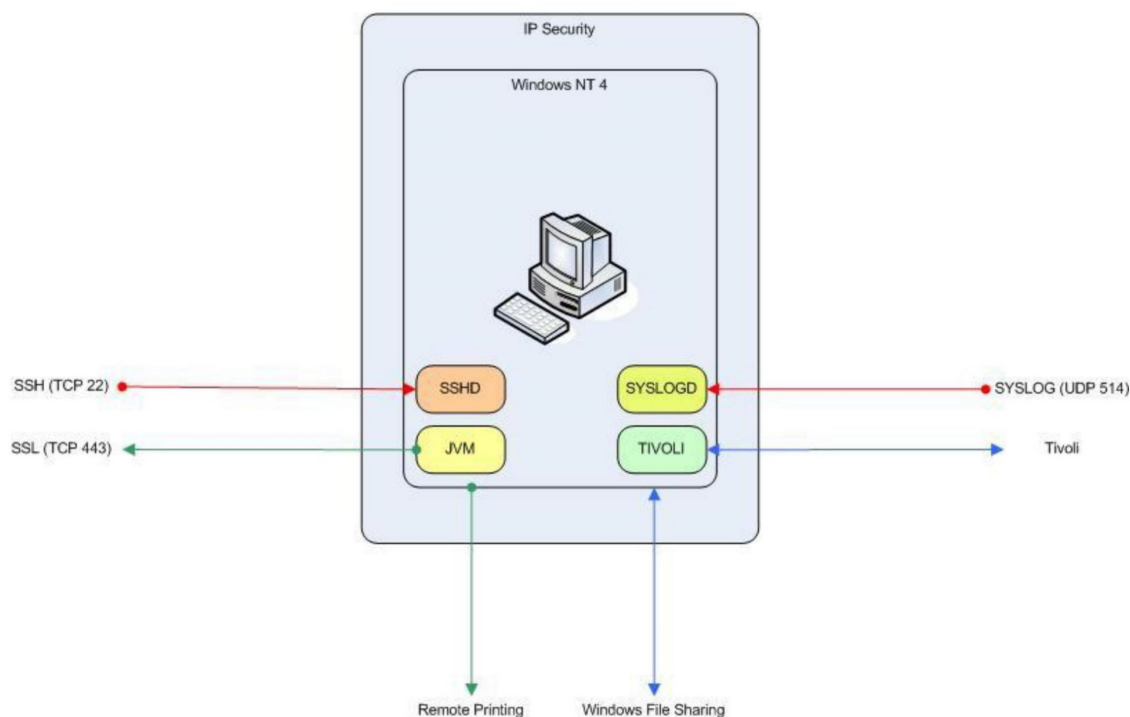 IP Security
Windows NT 4
SSH (TCP 22)
SSHD
SYSLOGD
SYSLOG (UDP 514)
SSL (TCP 443)
JVM
TIVOLI
Tivoli
Remote Printing
Windows File Sharing